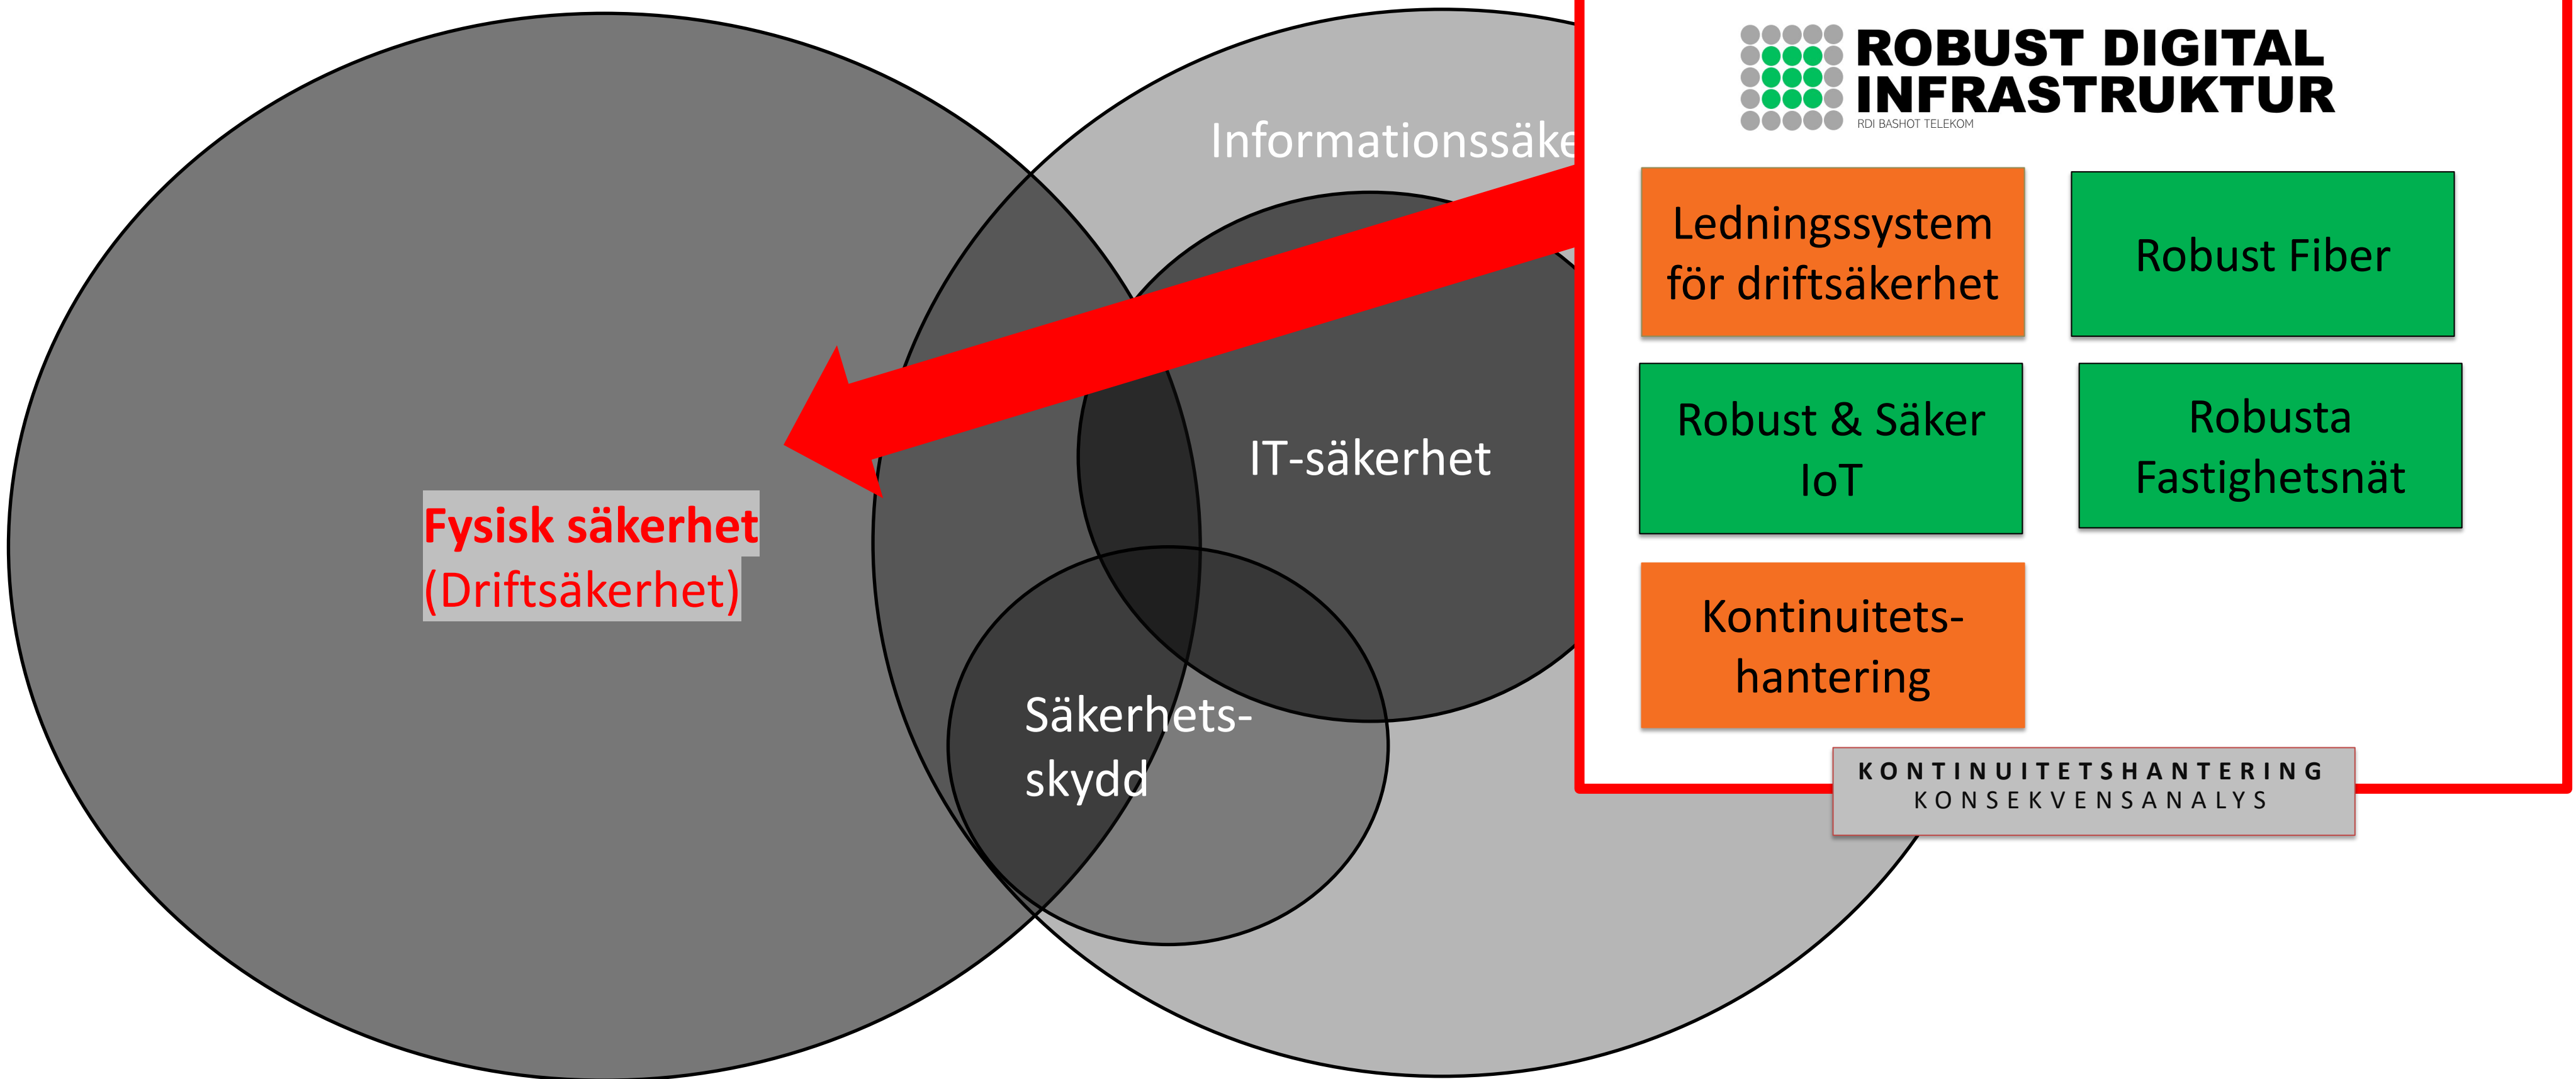 ROBUST DIGITAL
INFRASTRUKTUR
RDI BASHOT TELEKOM
Informationssäke
Ledningssystem
för driftsäkerhet
Robust Fiber
IT-säkerhet
Robust & Säker
IoT
Robusta
Fastighetsnät
Fysisk säkerhet
(Driftsäkerhet)
Kontinuitets-
hantering
Säkerhets-
skydd
KONTINUITETSHANTERING
KONSEKVENSANALYS